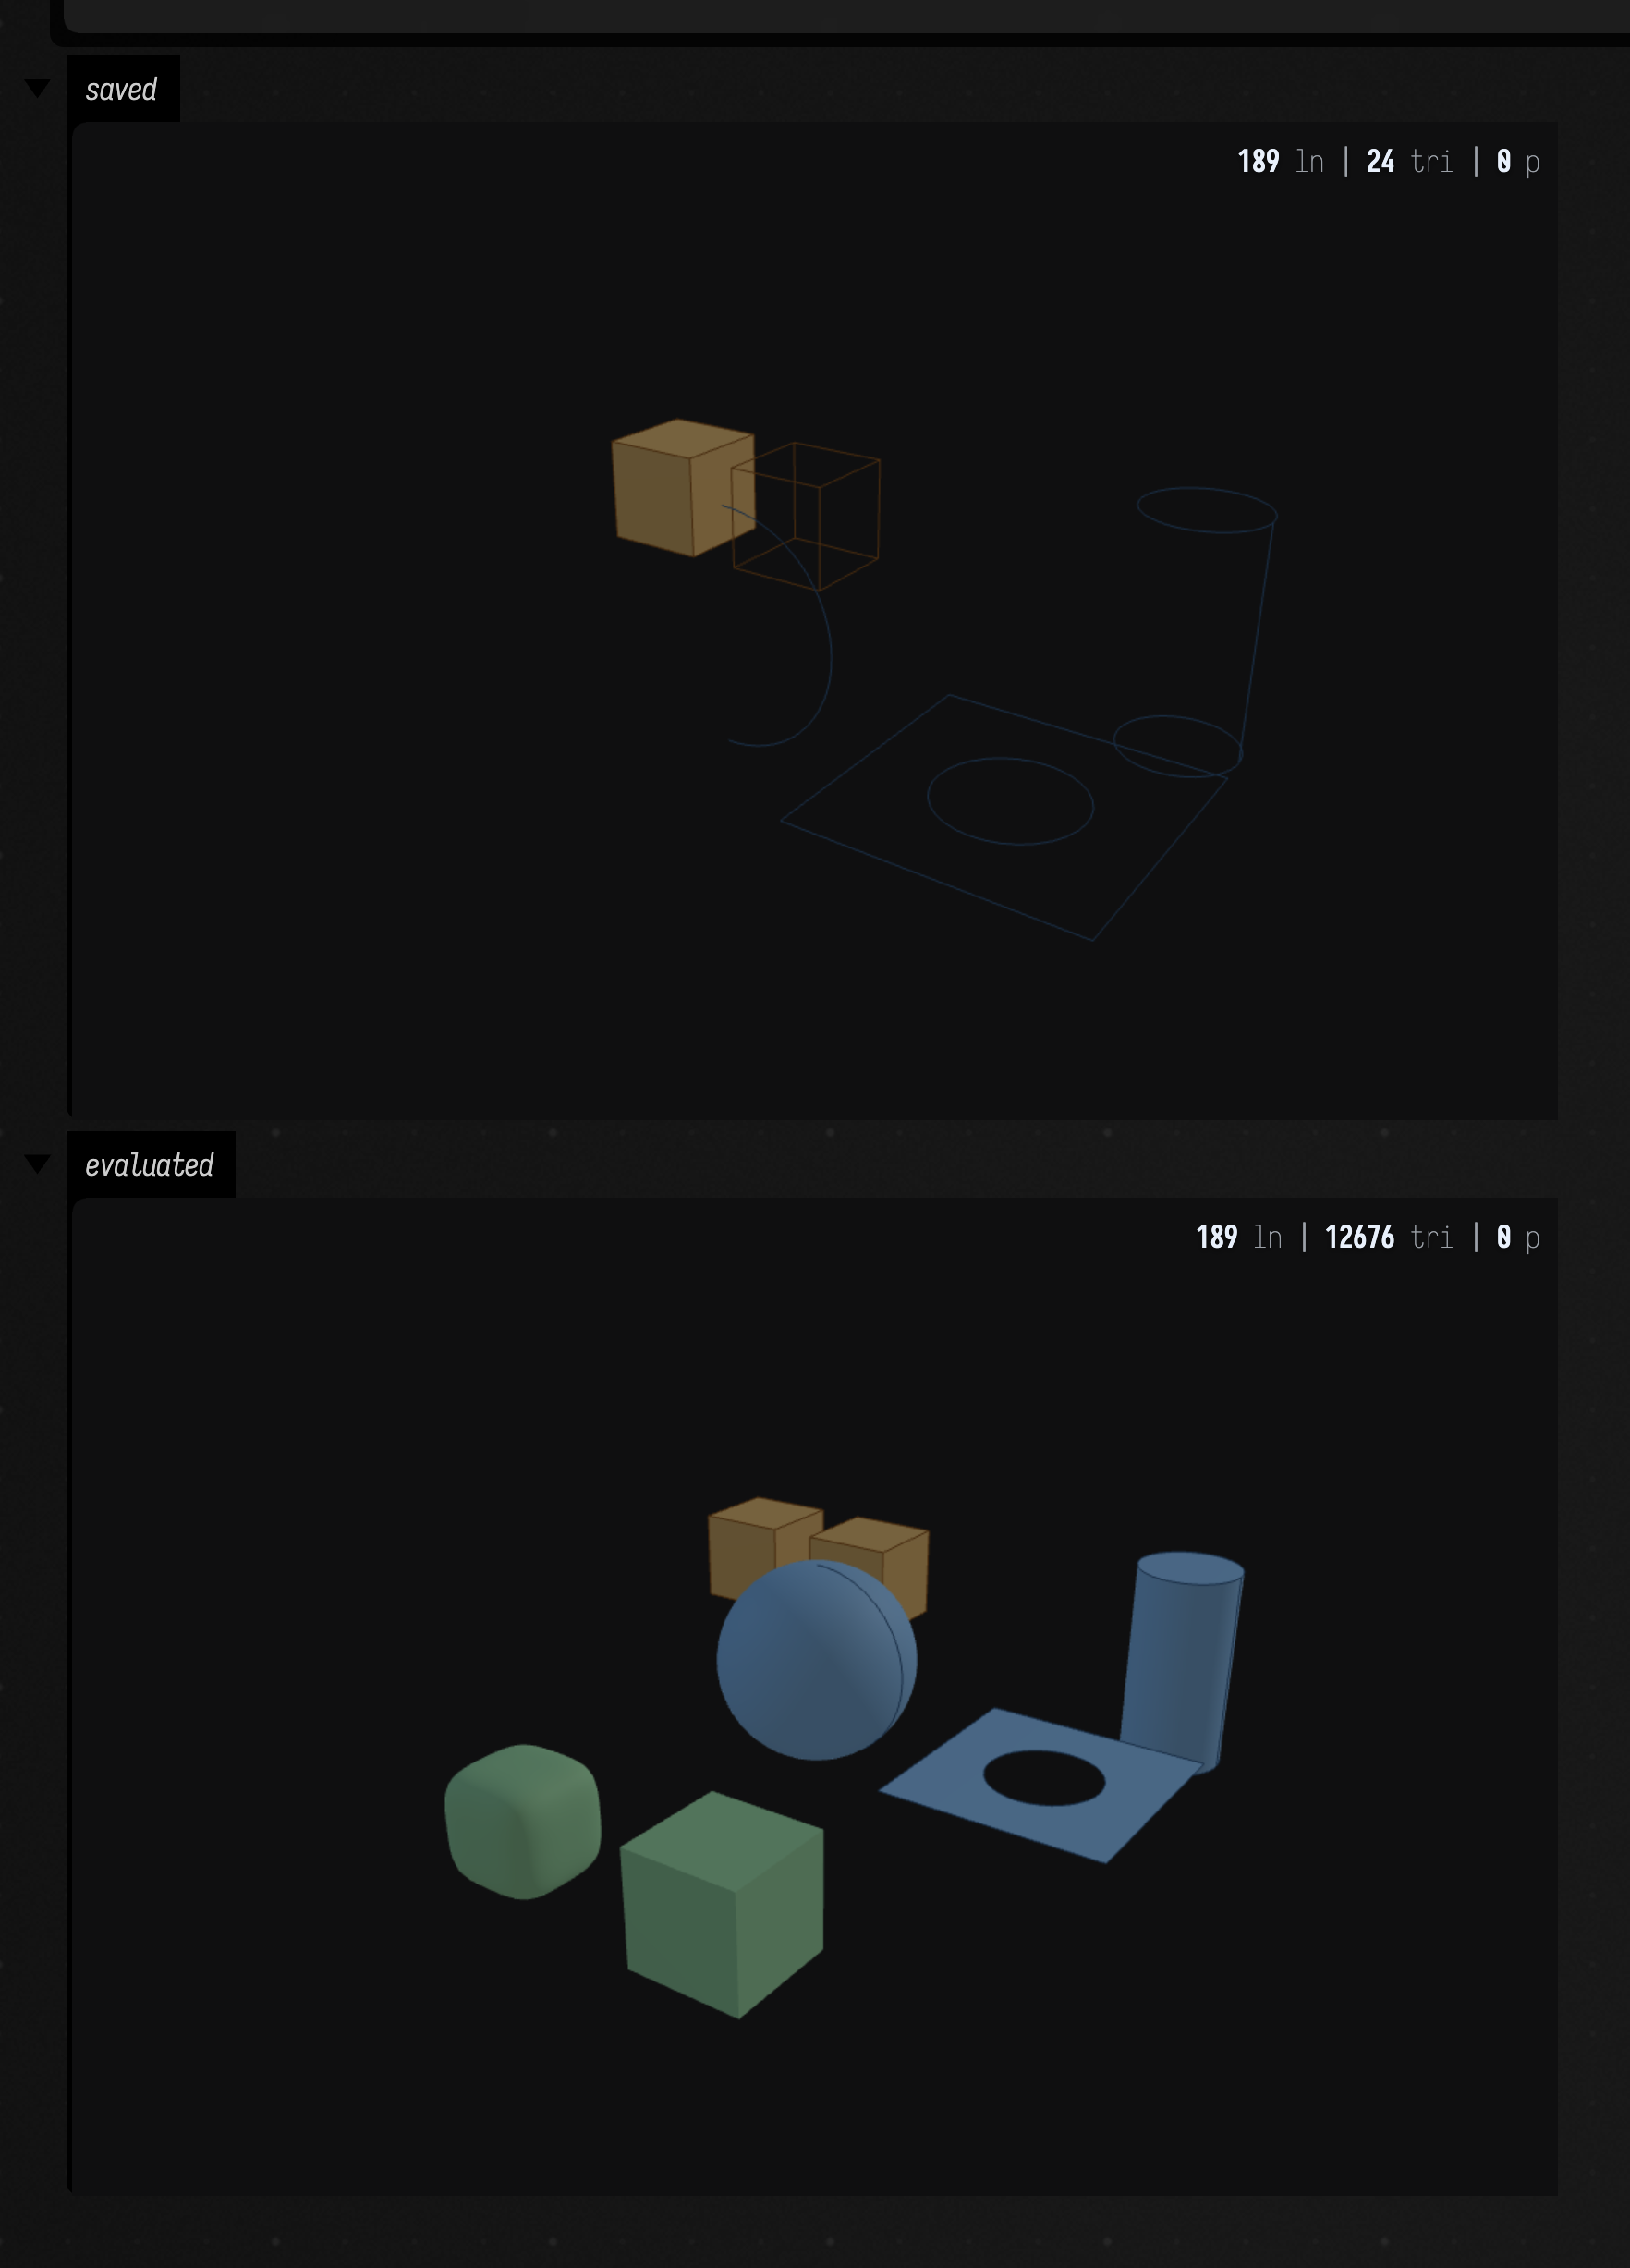 saved
189 ln | 24 tri | 0 p
evaluated
189 ln | 12676 tri | 0 p